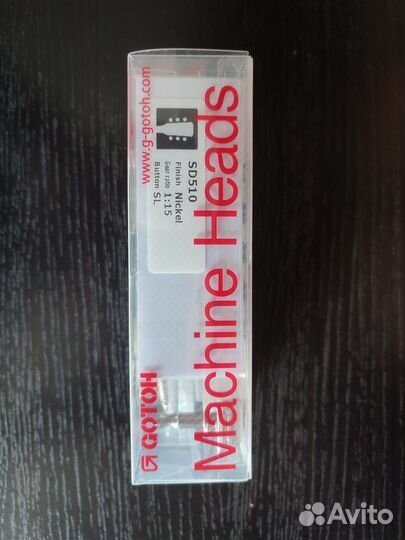 www.g-gotoh.com
SD510
Finish Nickel
Gear ratio 1:15
Button SL
GOTOH
Machine Heads
Avito